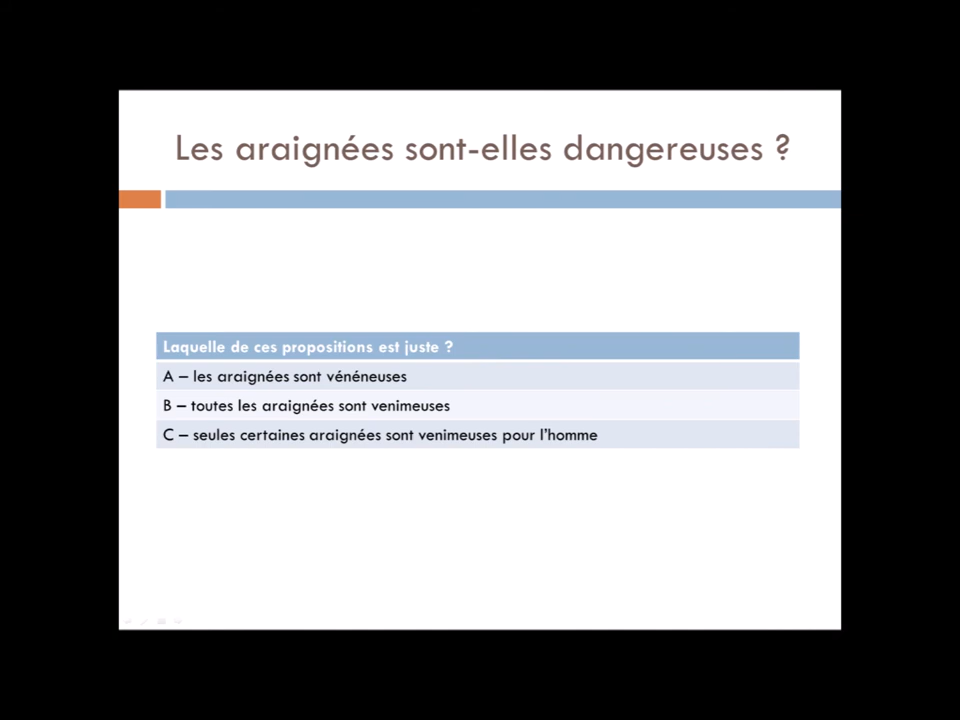 Les araignées sont-elles dangereuses ?
Laquelle de ces propositions est juste ?
A – les araignées sont vénéneuses
B – toutes les araignées sont venimeuses
C – seules certaines araignées sont venimeuses pour l'homme